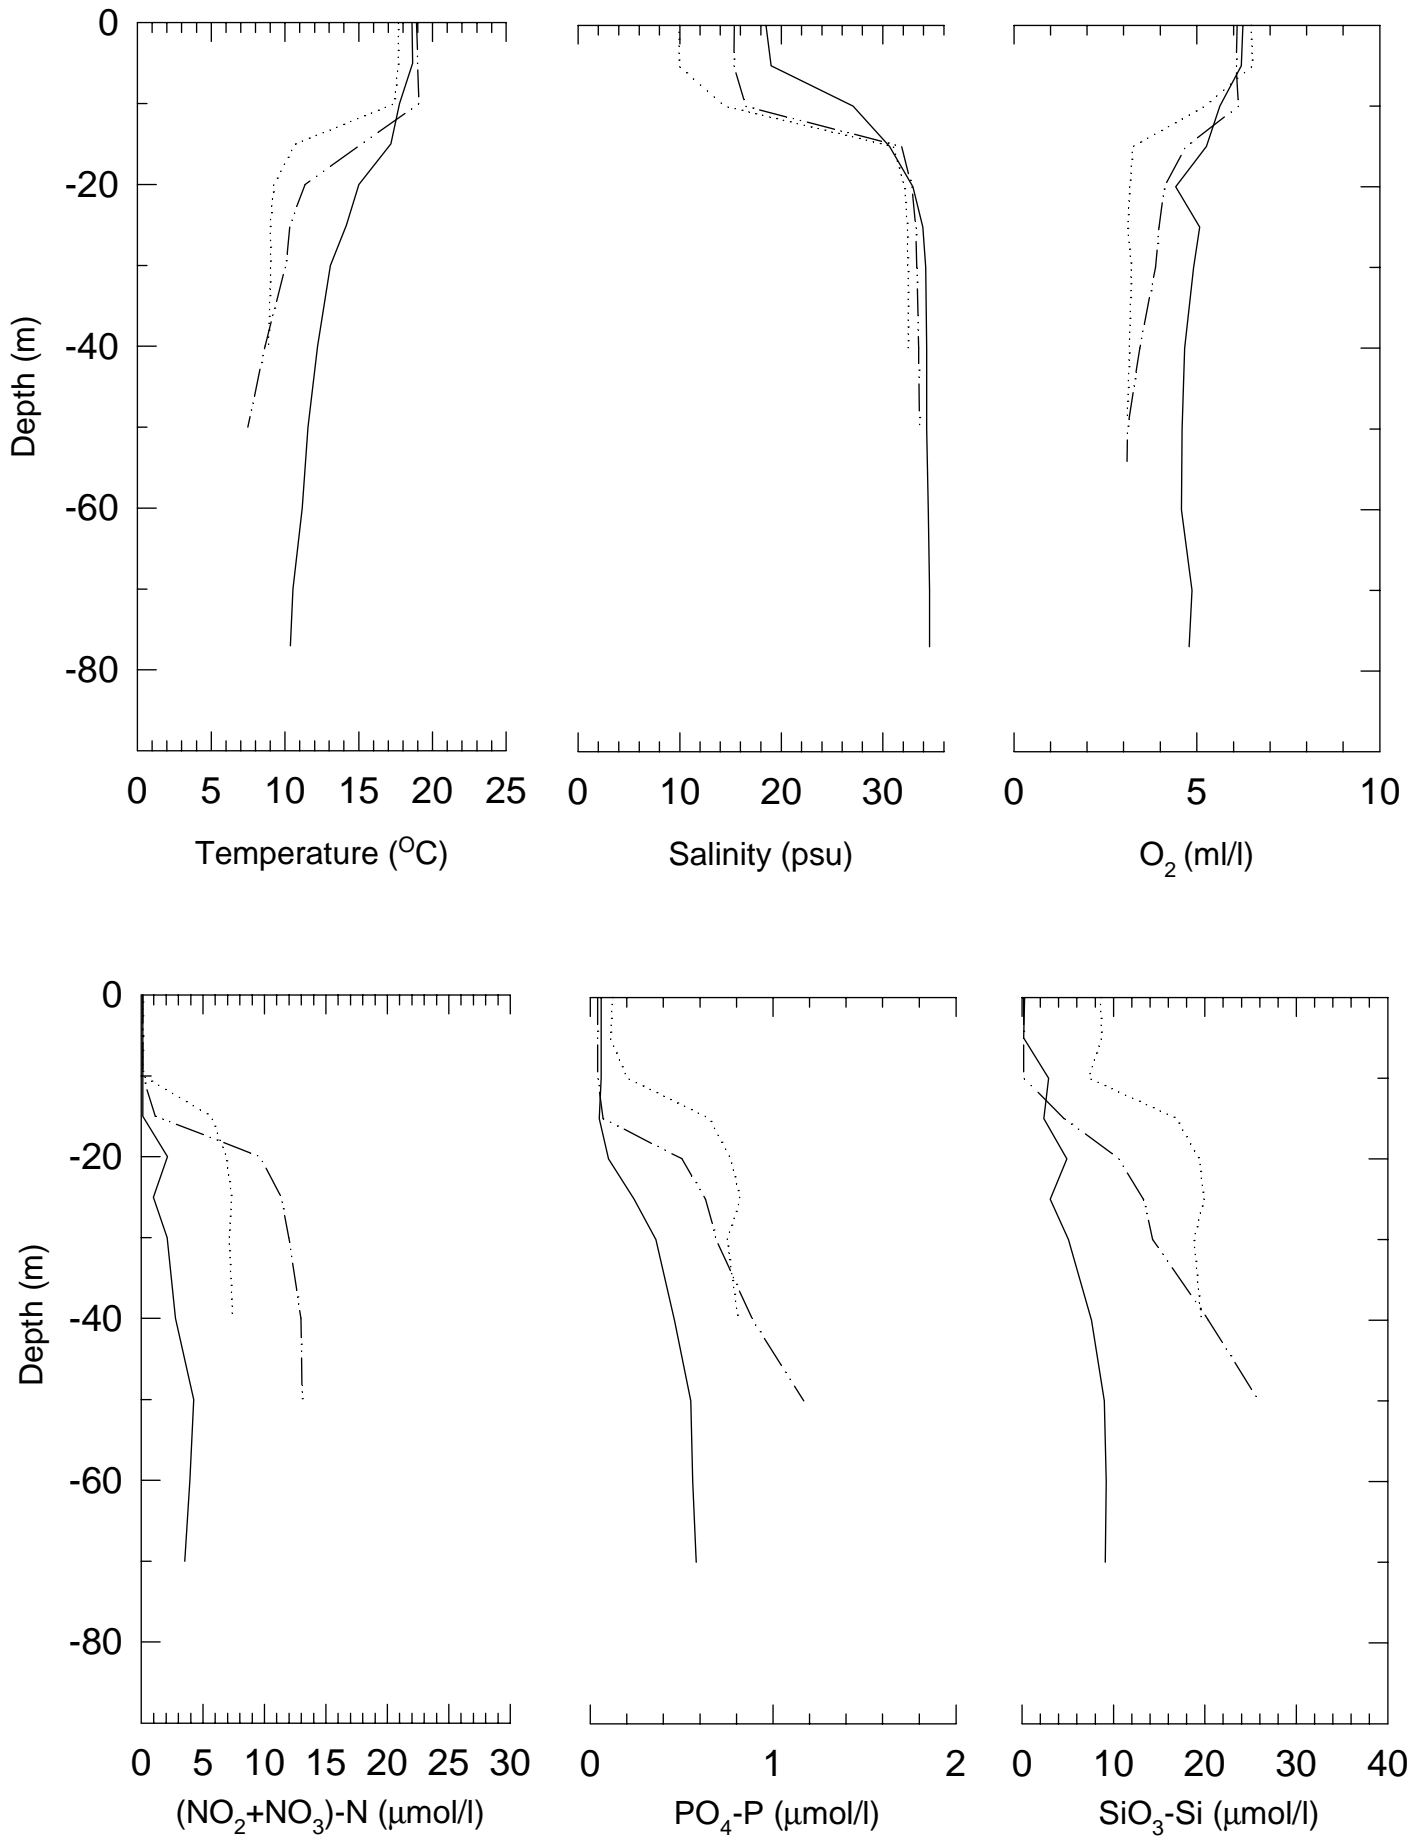 0
-20
-40
-60
-80
Depth (m)
0 5 10 15 20 25
0 10 20 30
0 5 10
Temperature (ᴼC)
Salinity (psu)
O₂ (ml/l)
0
-20
-40
-60
-80
Depth (m)
0 5 10 15 20 25 30
0 1 2
0 10 20 30 40
(NO₂+NO₃)-N (μmol/l)
PO₄-P (μmol/l)
SiO₃-Si (μmol/l)